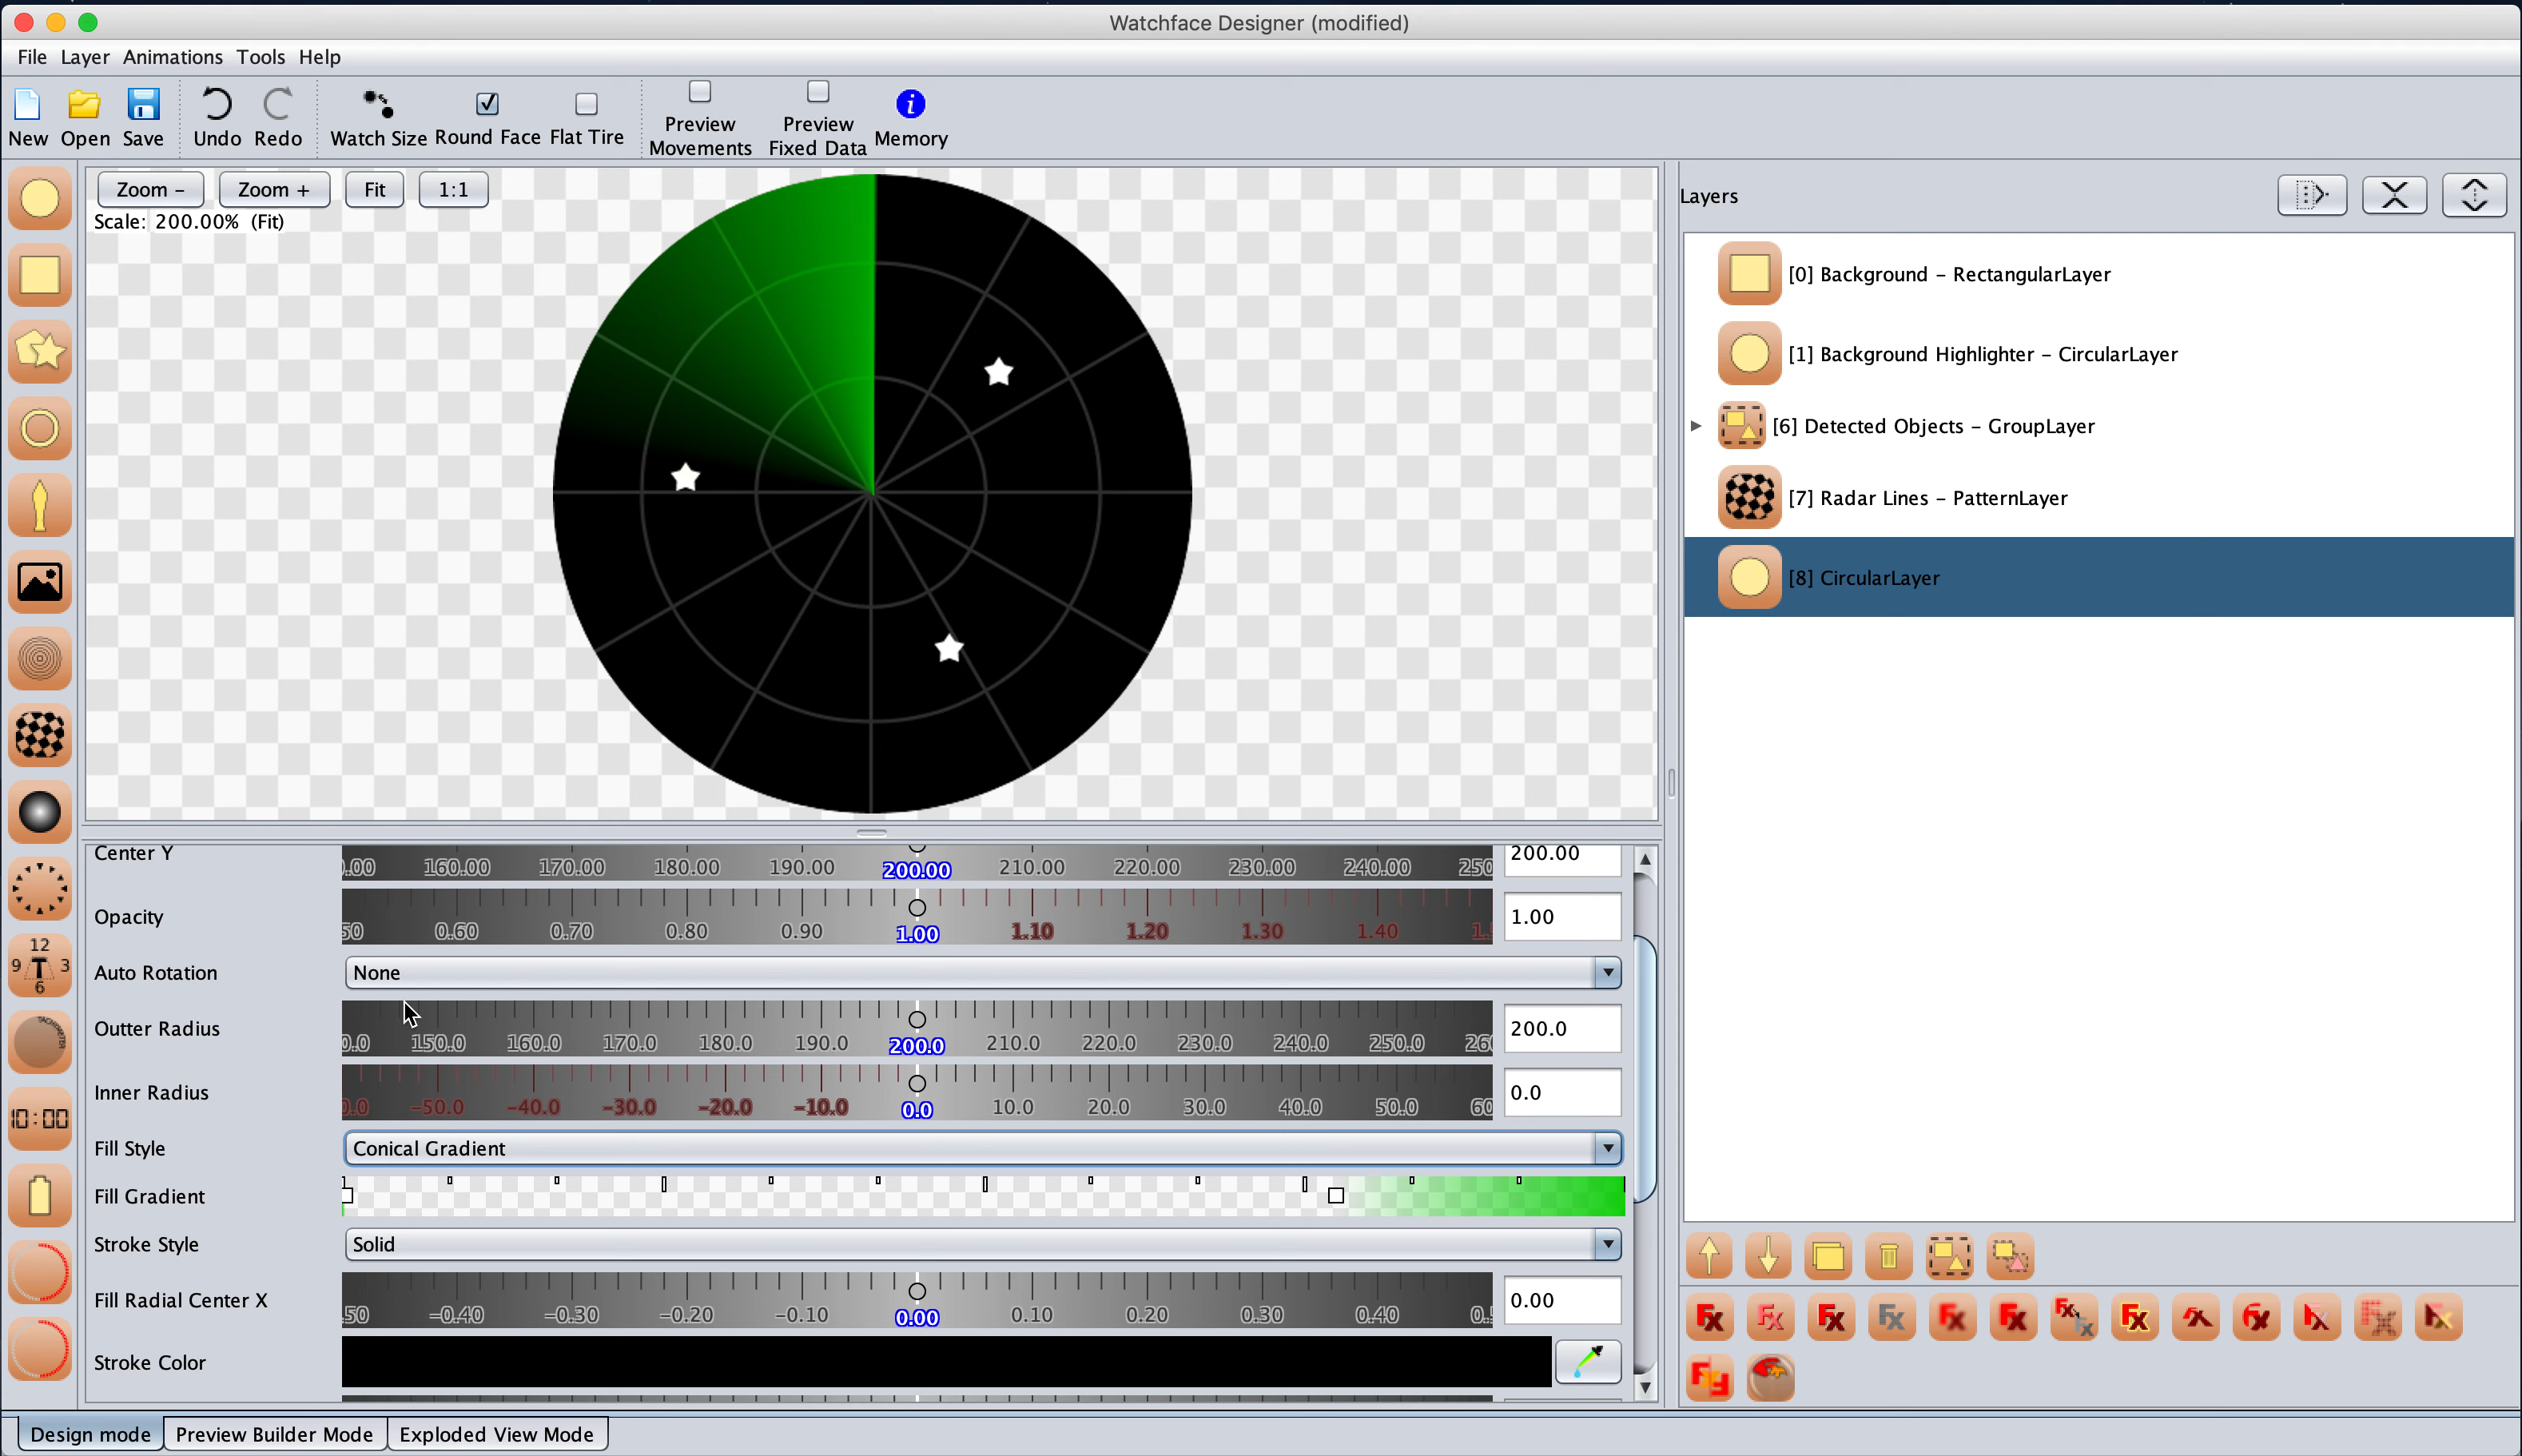 Watchface Designer (modified)
File Layer Animations Tools Help
New Open Save Undo Redo Watch Size Round Face Flat Tire Preview Movements Preview Fixed Data Memory
Zoom – Zoom + Fit 1:1
Scale: 200.00% (Fit)
Layers
[0] Background – RectangularLayer
[1] Background Highlighter – CircularLayer
[6] Detected Objects – GroupLayer
[7] Radar Lines – PatternLayer
[8] CircularLayer
Center Y 160.00 170.00 180.00 190.00 200.00 210.00 220.00 230.00 240.00 200.00
Opacity 0.60 0.70 0.80 0.90 1.00 1.10 1.20 1.30 1.40 1.00
Auto Rotation None
Outter Radius 150.0 160.0 170.0 180.0 190.0 200.0 210.0 220.0 230.0 240.0 250.0 200.0
Inner Radius –50.0 –40.0 –30.0 –20.0 –10.0 0.0 10.0 20.0 30.0 40.0 50.0 0.0
Fill Style Conical Gradient
Fill Gradient
Stroke Style Solid
Fill Radial Center X –0.40 –0.30 –0.20 –0.10 0.00 0.10 0.20 0.30 0.40 0.00
Stroke Color
12
9 T 3
6
10:00
Design mode Preview Builder Mode Exploded View Mode